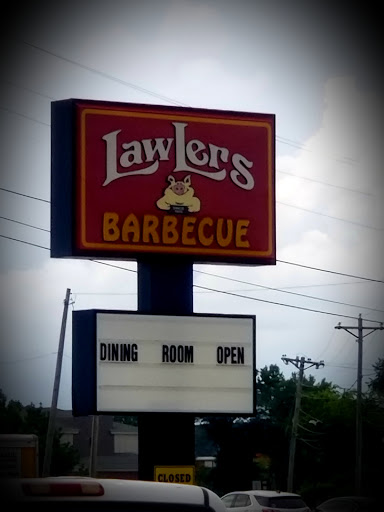 LawLers
BARBECUE
DINING ROOM OPEN
CLOSED